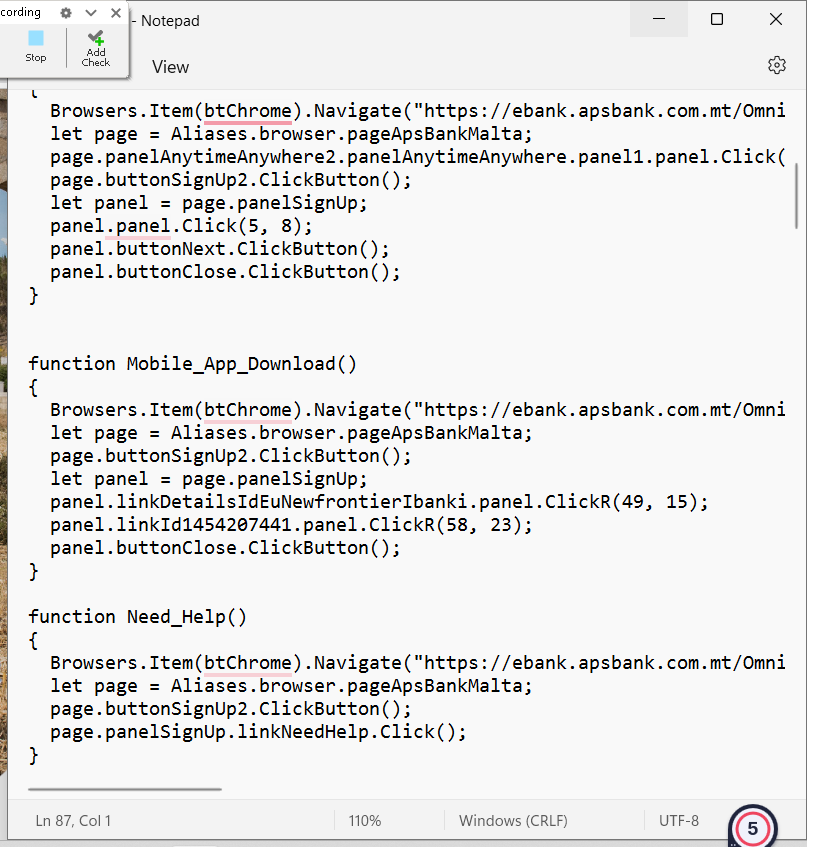 cording
- Notepad
Stop
Add
Check
View
{
Browsers.Item(btChrome).Navigate("https://ebank.apsbank.com.mt/Omni
let page = Aliases.browser.pageApsBankMalta;
page.panelAnytimeAnywhere2.panelAnytimeAnywhere.panel1.panel.Click(
page.buttonSignUp2.ClickButton();
let panel = page.panelSignUp;
panel.panel.Click(5, 8);
panel.buttonNext.ClickButton();
panel.buttonClose.ClickButton();
}
function Mobile_App_Download()
{
Browsers.Item(btChrome).Navigate("https://ebank.apsbank.com.mt/Omni
let page = Aliases.browser.pageApsBankMalta;
page.buttonSignUp2.ClickButton();
let panel = page.panelSignUp;
panel.linkDetailsIdEuNewfrontierIbanki.panel.ClickR(49, 15);
panel.linkId1454207441.panel.ClickR(58, 23);
panel.buttonClose.ClickButton();
}
function Need_Help()
{
Browsers.Item(btChrome).Navigate("https://ebank.apsbank.com.mt/Omni
let page = Aliases.browser.pageApsBankMalta;
page.buttonSignUp2.ClickButton();
page.panelSignUp.linkNeedHelp.Click();
}
Ln 87, Col 1
110%
Windows (CRLF)
UTF-8
5